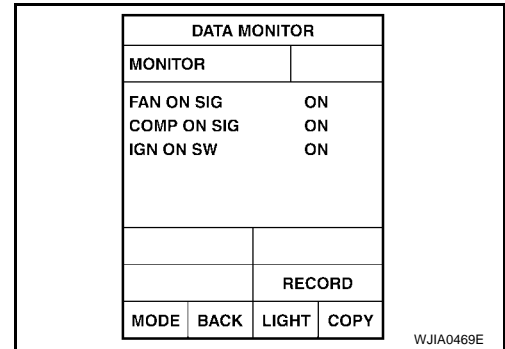 DATA MONITOR
MONITOR
FAN ON SIG ON
COMP ON SIG ON
IGN ON SW ON
RECORD
MODE BACK LIGHT COPY
WJIA0469E